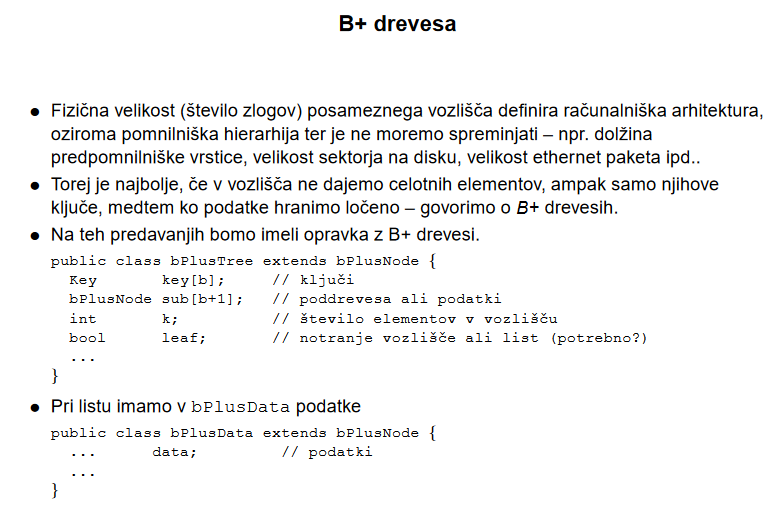 B+ drevesa
● Fizična velikost (število zlogov) posameznega vozlišča definira računalniška arhitektura,
oziroma pomnilniška hierarhija ter je ne moremo spreminjati – npr. dolžina
predpomnilniške vrstice, velikost sektorja na disku, velikost ethernet paketa ipd..
● Torej je najbolje, če v vozlišča ne dajemo celotnih elementov, ampak samo njihove
ključe, medtem ko podatke hranimo ločeno – govorimo o B+ drevesih.
● Na teh predavanjih bomo imeli opravka z B+ drevesi.
public class bPlusTree extends bPlusNode {
  Key       key[b];    // ključi
  bPlusNode sub[b+1];  // poddrevesa ali podatki
  int       k;         // število elementov v vozlišču
  bool      leaf;      // notranje vozlišče ali list (potrebno?)
  ...
}
● Pri listu imamo v bPlusData podatke
public class bPlusData extends bPlusNode {
  ...      data;         // podatki
  ...
}